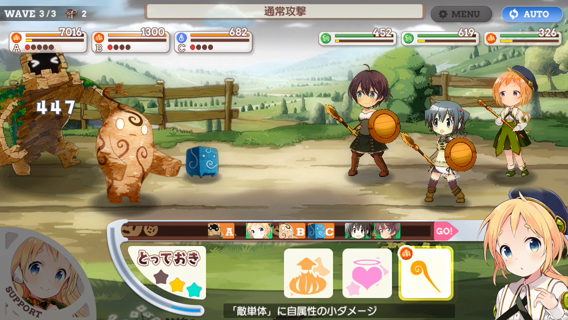 WAVE 3/3 2
通常攻撃
MENU
AUTO
7016
A
1300
B
682
C
452
619
326
447
A B C GO!
とっておき
SUPPORT
「敵単体」に自属性の小ダメージ